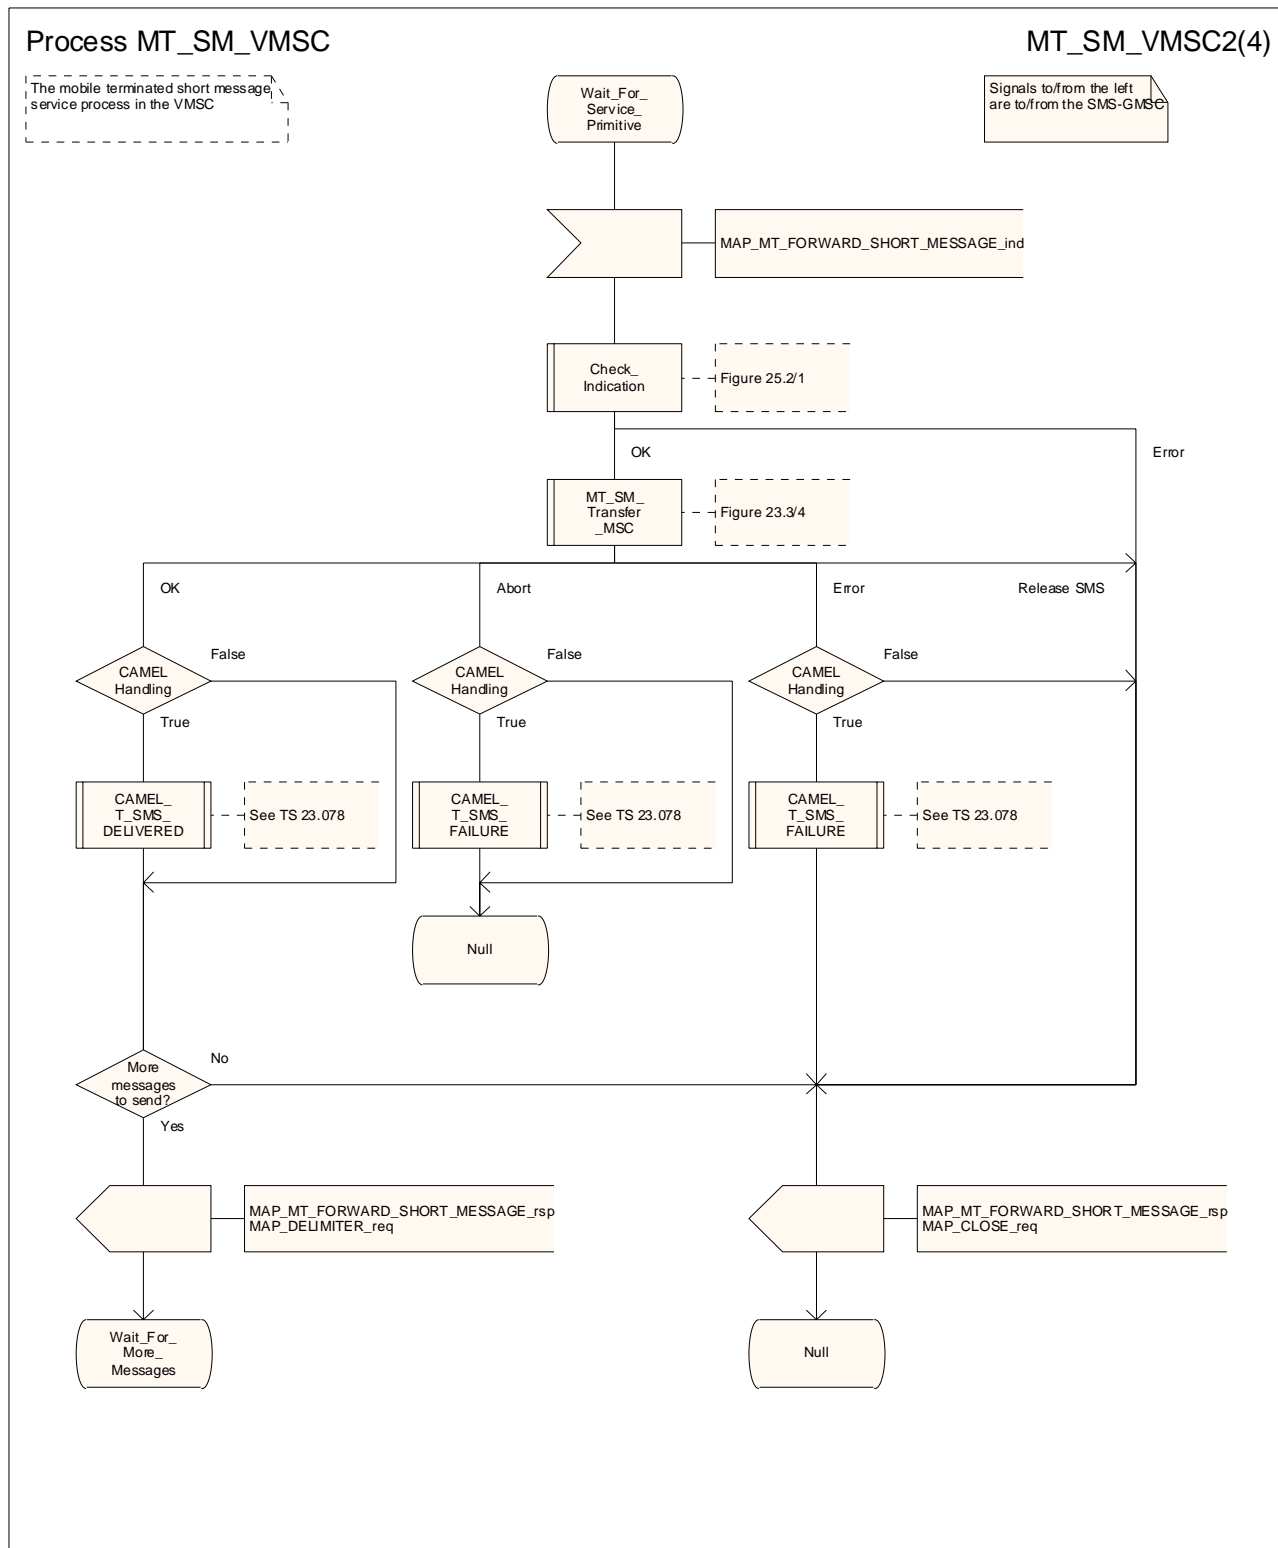 Process MT_SM_VMSC
MT_SM_VMSC2(4)
The mobile terminated short message
service process in the VMSC
Wait_For_
Service_
Primitive
Signals to/from the left
are to/from the SMS-GMSC
MAP_MT_FORWARD_SHORT_MESSAGE_ind
Check_
Indication
Figure 25.2/1
OK
Error
MT_SM_
Transfer
_MSC
Figure 23.3/4
OK
Abort
Error
Release SMS
CAMEL
Handling
False
True
CAMEL
Handling
False
True
CAMEL
Handling
False
True
CAMEL_
T_SMS_
DELIVERED
See TS 23.078
CAMEL_
T_SMS_
FAILURE
See TS 23.078
CAMEL_
T_SMS_
FAILURE
See TS 23.078
Null
More
messages
to send?
No
Yes
MAP_MT_FORWARD_SHORT_MESSAGE_rsp
MAP_DELIMITER_req
MAP_MT_FORWARD_SHORT_MESSAGE_rsp
MAP_CLOSE_req
Wait_For_
More_
Messages
Null